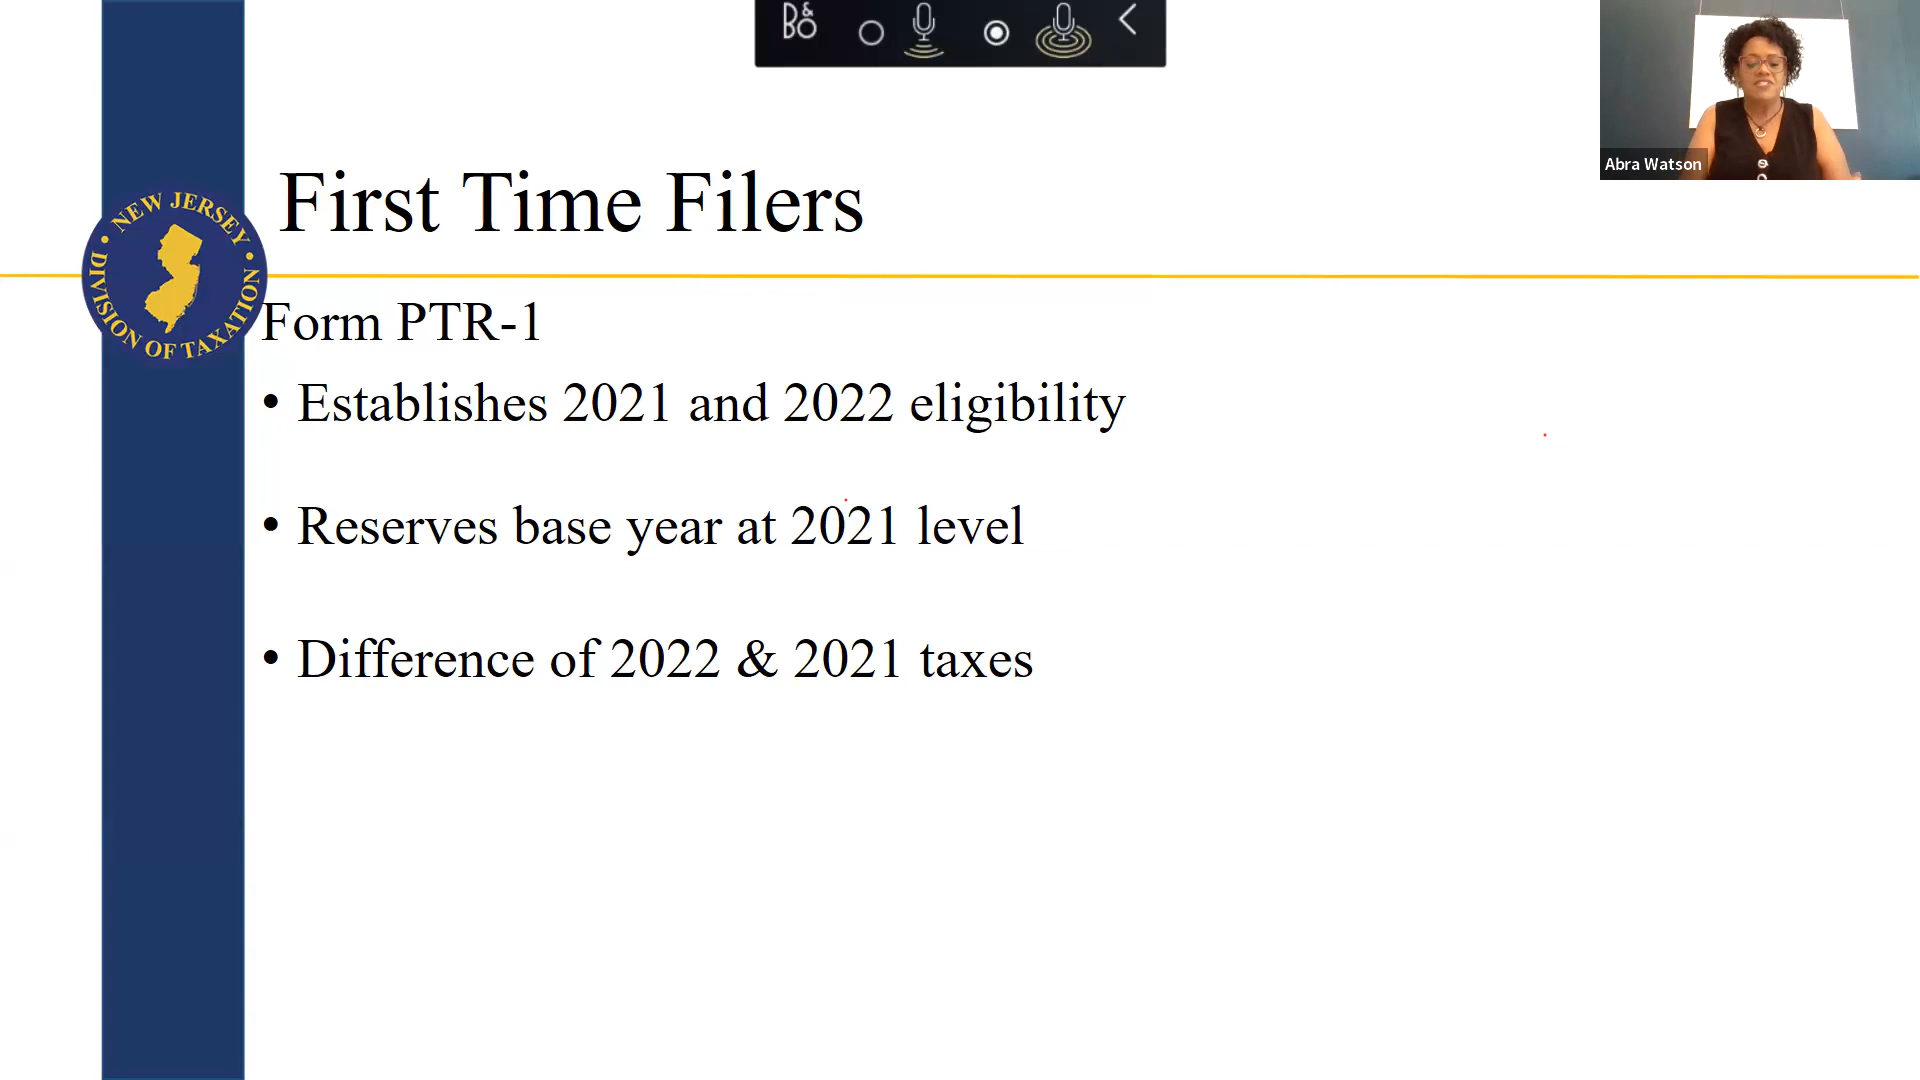 B&O
Abra Watson
First Time Filers
• NEW JERSEY •
DIVISION OF TAXATION
Form PTR-1
• Establishes 2021 and 2022 eligibility
• Reserves base year at 2021 level
• Difference of 2022 & 2021 taxes